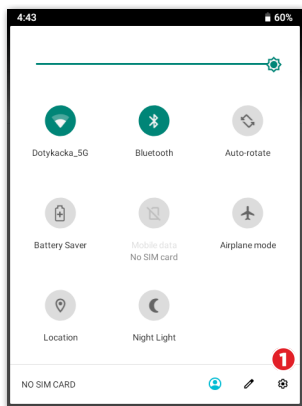 4:43 60%
Dotykacka_5G Bluetooth Auto-rotate
Battery Saver Mobile data Airplane mode
No SIM card
Location Night Light
1
NO SIM CARD